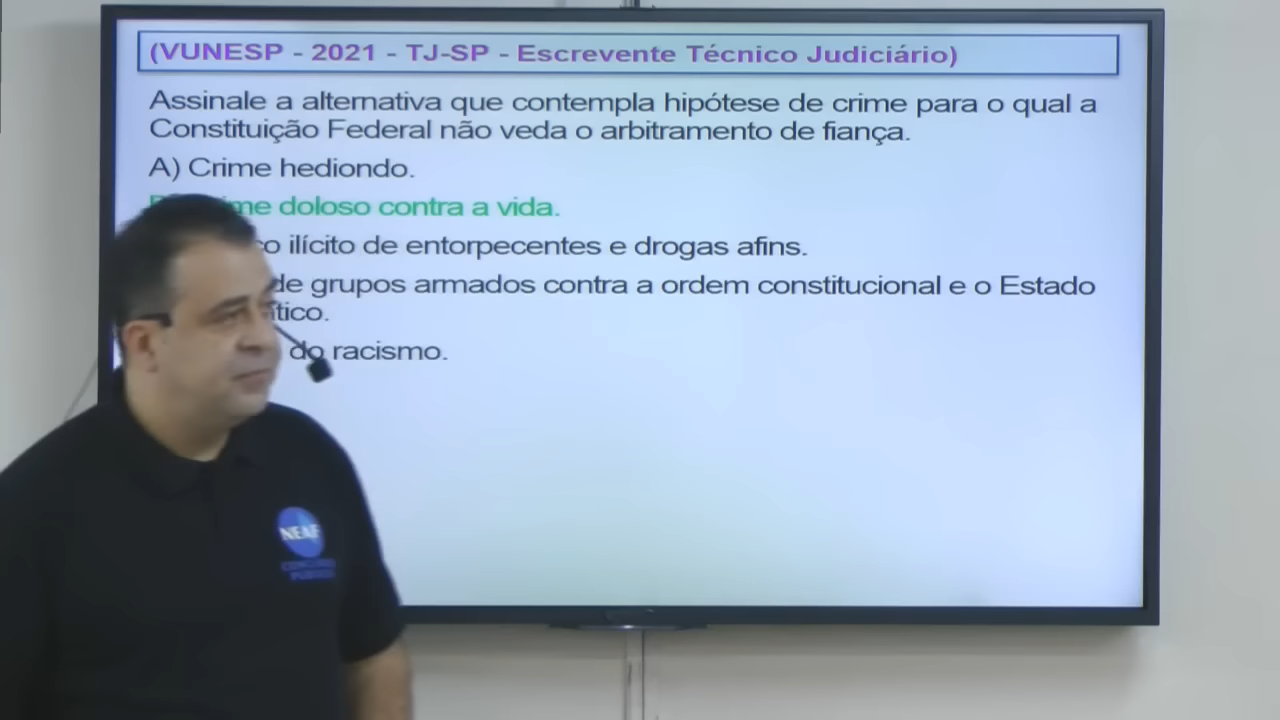 (VUNESP - 2021 - TJ-SP - Escrevente Técnico Judiciário)
Assinale a alternativa que contempla hipótese de crime para o qual a
Constituição Federal não veda o arbitramento de fiança.
A) Crime hediondo.
doloso contra a vida.
ilícito de entorpecentes e drogas afins.
de grupos armados contra a ordem constitucional e o Estado
do racismo.
NEAF